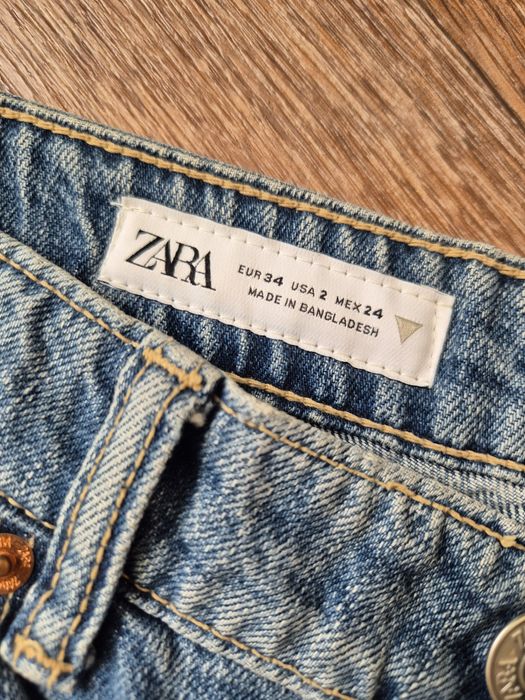 ZARA
EUR 34 USA 2 MEX 24
MADE IN BANGLADESH